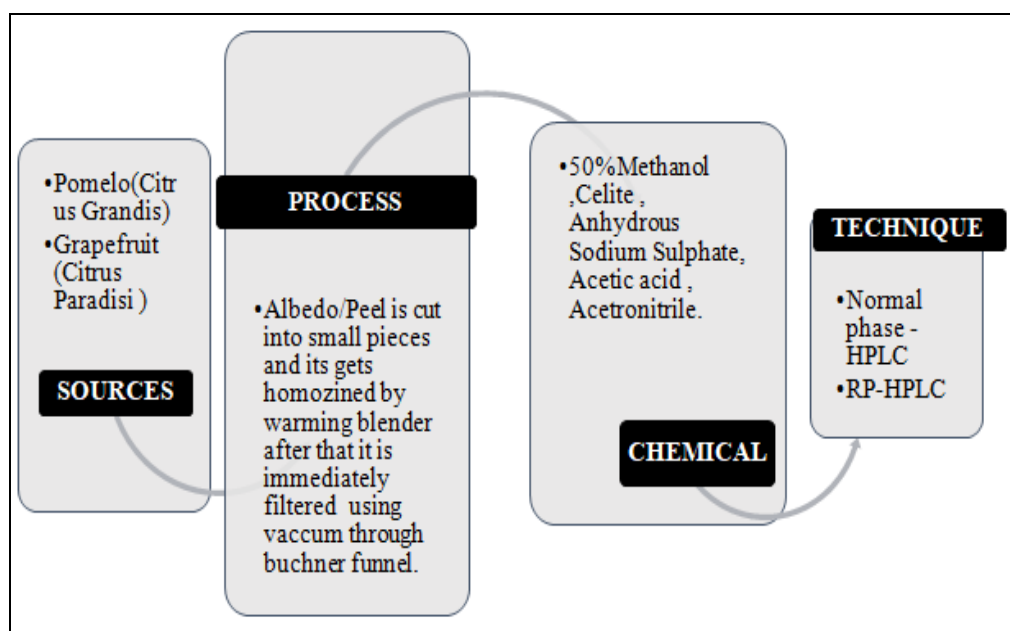 •Pomelo(Citr
us Grandis)
•Grapefruit
(Citrus
Paradisi )
SOURCES
PROCESS
•Albedo/Peel is cut
into small pieces
and its gets
homozined by
warming blender
after that it is
immediately
filtered using
vaccum through
buchner funnel.
•50%Methanol
,Celite ,
Anhydrous
Sodium Sulphate,
Acetic acid ,
Acetronitrile.
CHEMICAL
TECHNIQUE
•Normal
phase -
HPLC
•RP-HPLC